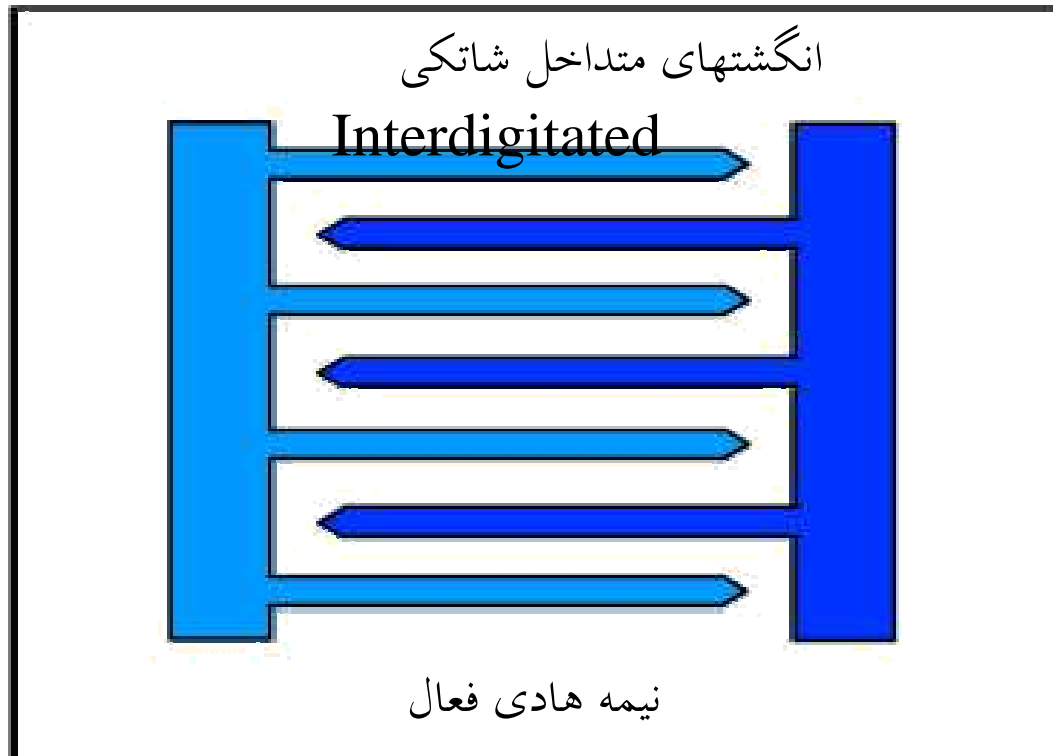 انگشتهای متداخل شاتکی
Interdigitated
نیمه هادی فعال